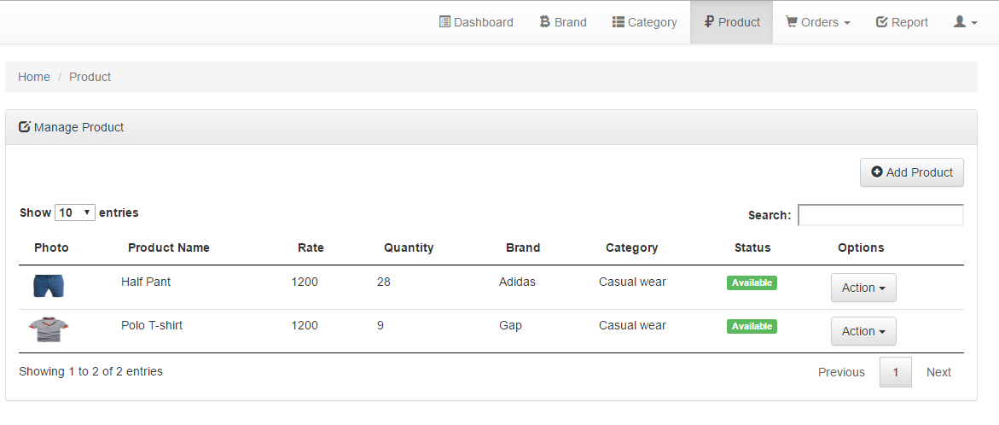 Dashboard Brand Category Product Orders Report
Home / Product
Manage Product
Add Product
Show 10 entries
Search:
Photo Product Name Rate Quantity Brand Category Status Options
Half Pant 1200 28 Adidas Casual wear Available Action
Polo T-shirt 1200 9 Gap Casual wear Available Action
Showing 1 to 2 of 2 entries
Previous 1 Next